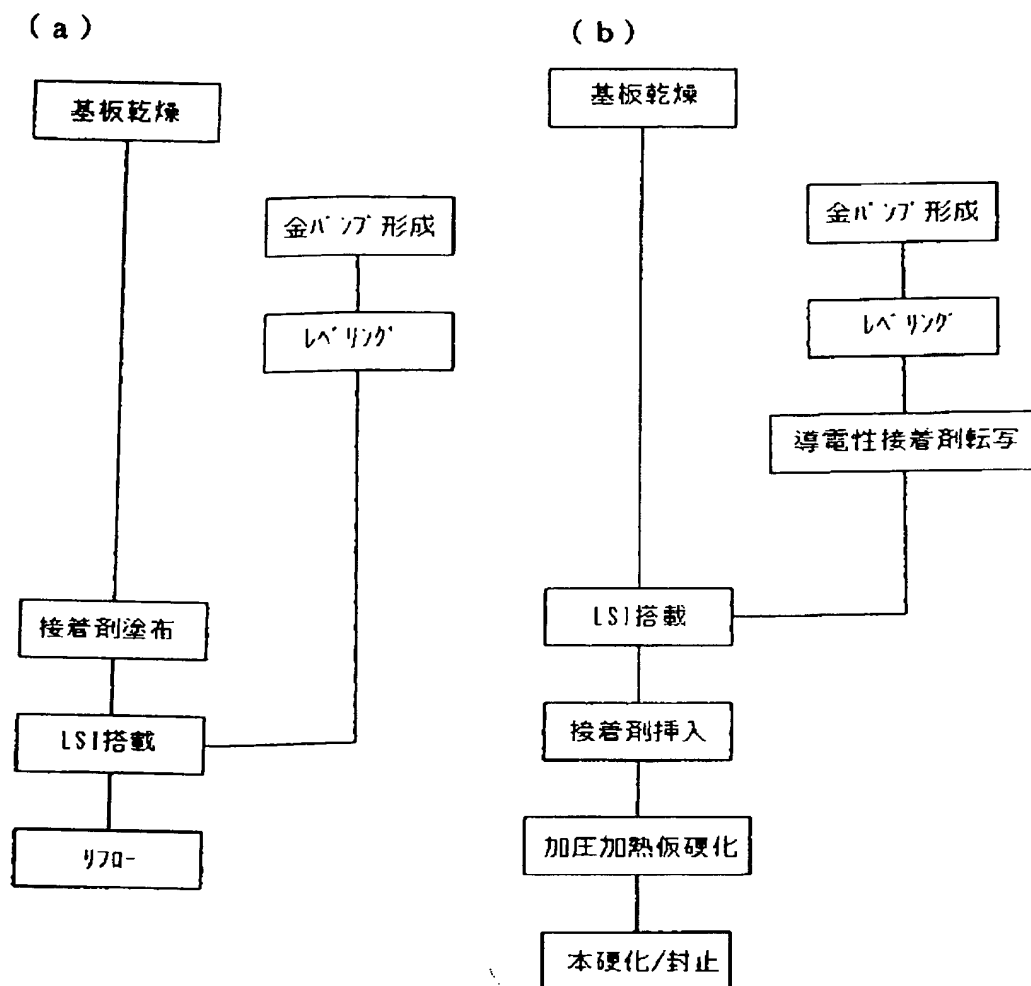 (a)
基板乾燥
金ﾊﾞﾝﾌﾟ形成
ﾚﾍﾞﾘﾝｸﾞ
接着剤塗布
LSI搭載
ﾘﾌﾛｰ
(b)
基板乾燥
金ﾊﾞﾝﾌﾟ形成
ﾚﾍﾞﾘﾝｸﾞ
導電性接着剤転写
LSI搭載
接着剤挿入
加圧加熱仮硬化
本硬化/封止